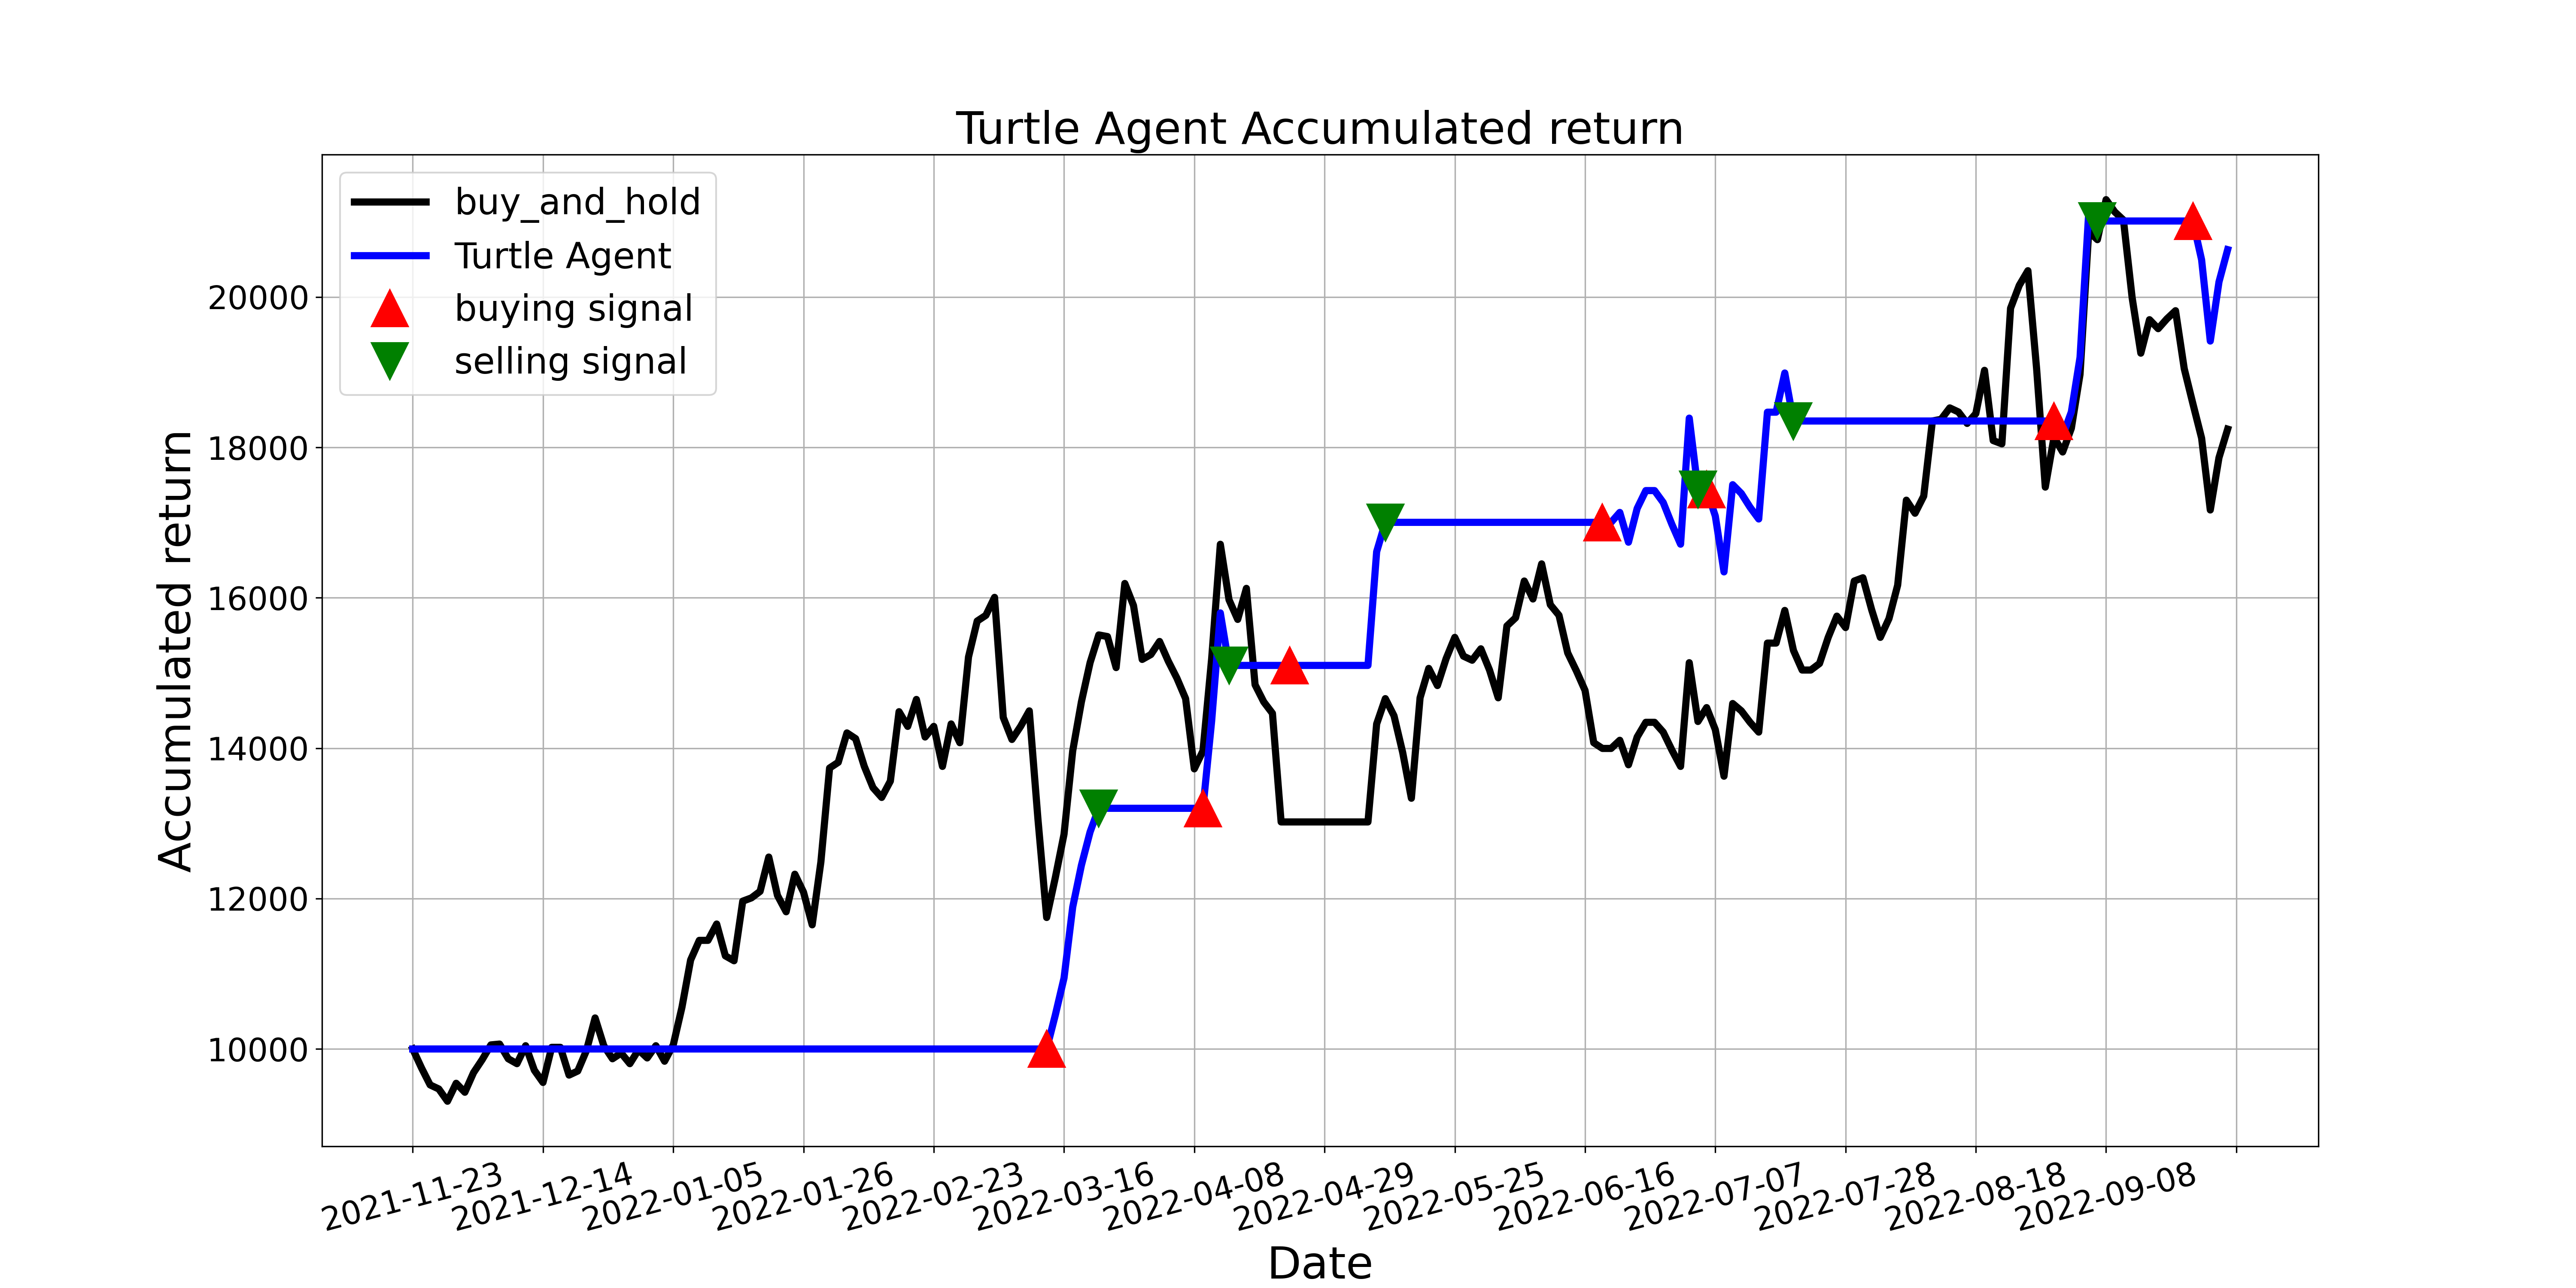 Turtle Agent Accumulated return
buy_and_hold
Turtle Agent
buying signal
selling signal
Accumulated return
20000
18000
16000
14000
12000
10000
2021-11-23
2021-12-14
2022-01-05
2022-01-26
2022-02-23
2022-03-16
2022-04-08
2022-04-29
2022-05-25
2022-06-16
2022-07-07
2022-07-28
2022-08-18
2022-09-08
Date